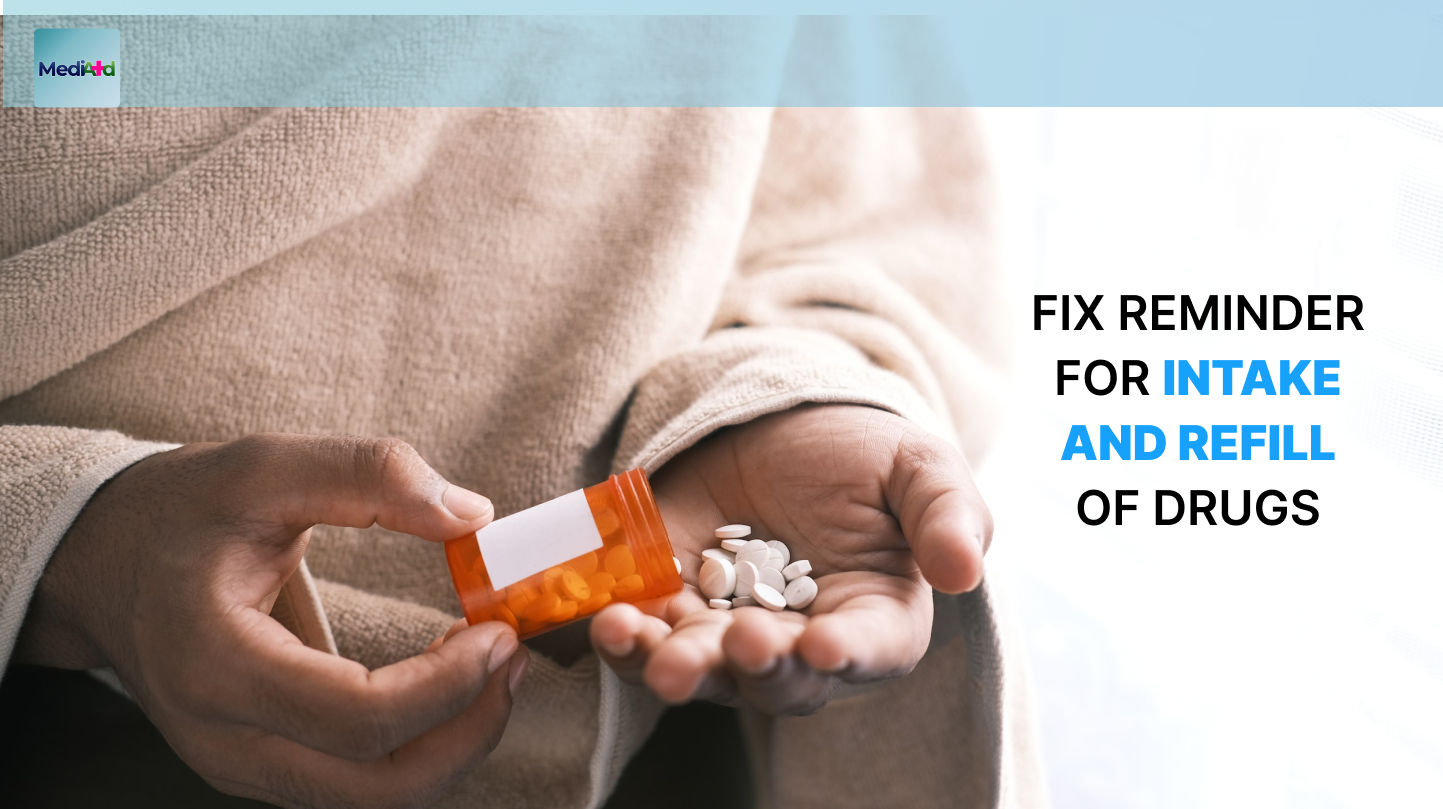 MediAid
FIX REMINDER
FOR INTAKE
AND REFILL
OF DRUGS